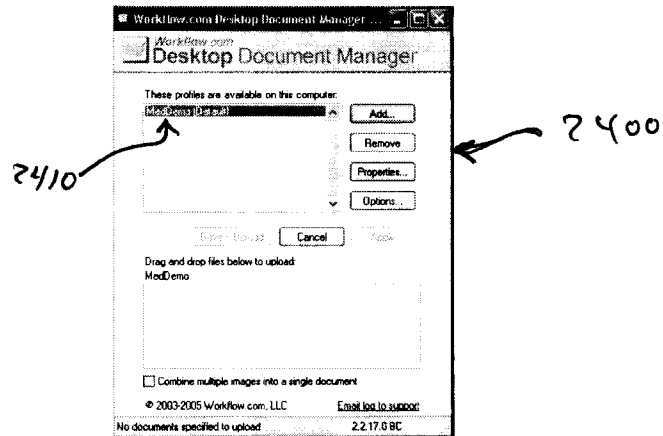 Workflow.com Desktop Document Manager ...
Workflow.com
Desktop Document Manager
These profiles are available on this computer:
MedDemo (Default)
Add...
Remove
Properties...
Options...
2410
2400
Cancel
Apply
Drag and drop files below to upload:
MedDemo
Combine multiple images into a single document
© 2003-2005 Workflow.com, LLC
Email log to support
No documents specified to upload
2.2.17.0 BC